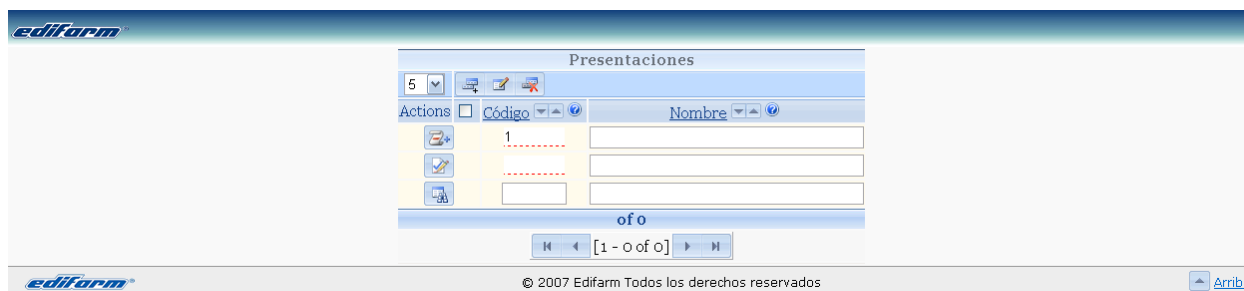 edifarm
Presentaciones
5
Actions Código Nombre
1
of 0
[1 - 0 of 0]
edifarm © 2007 Edifarm Todos los derechos reservados Arrib